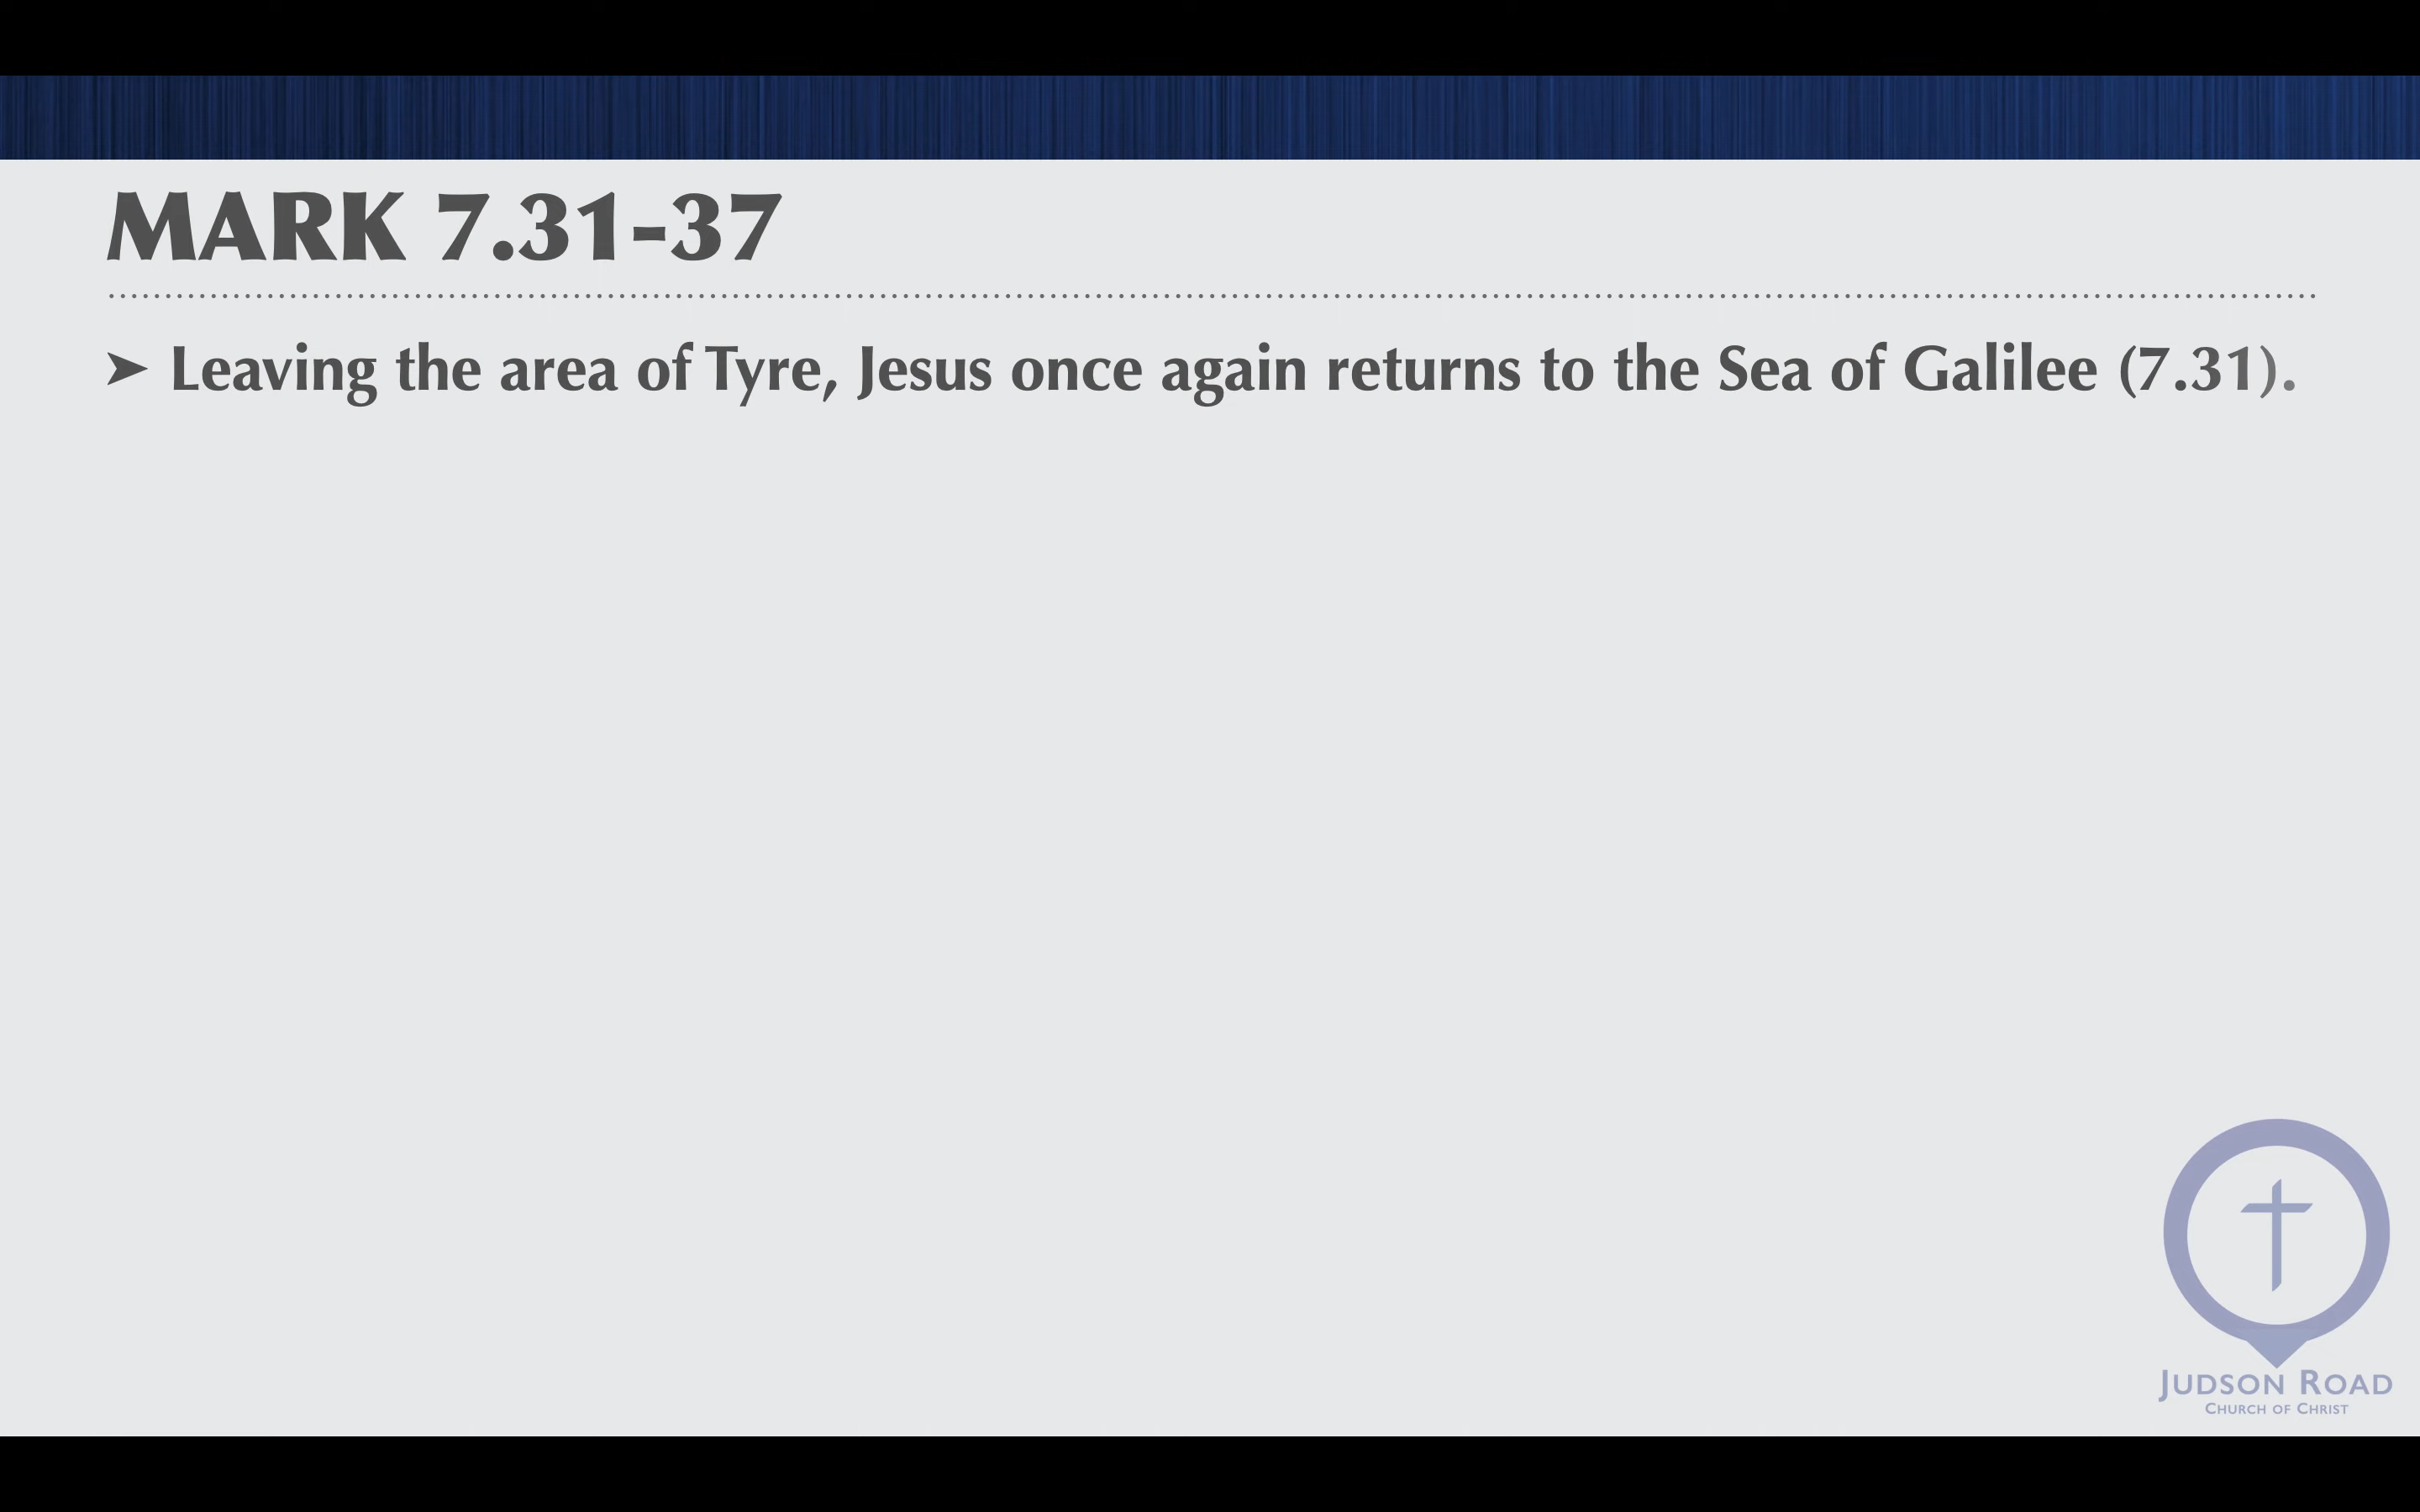 MARK 7.31-37
➤ Leaving the area of Tyre, Jesus once again returns to the Sea of Galilee (7.31).
JUDSON ROAD
CHURCH OF CHRIST